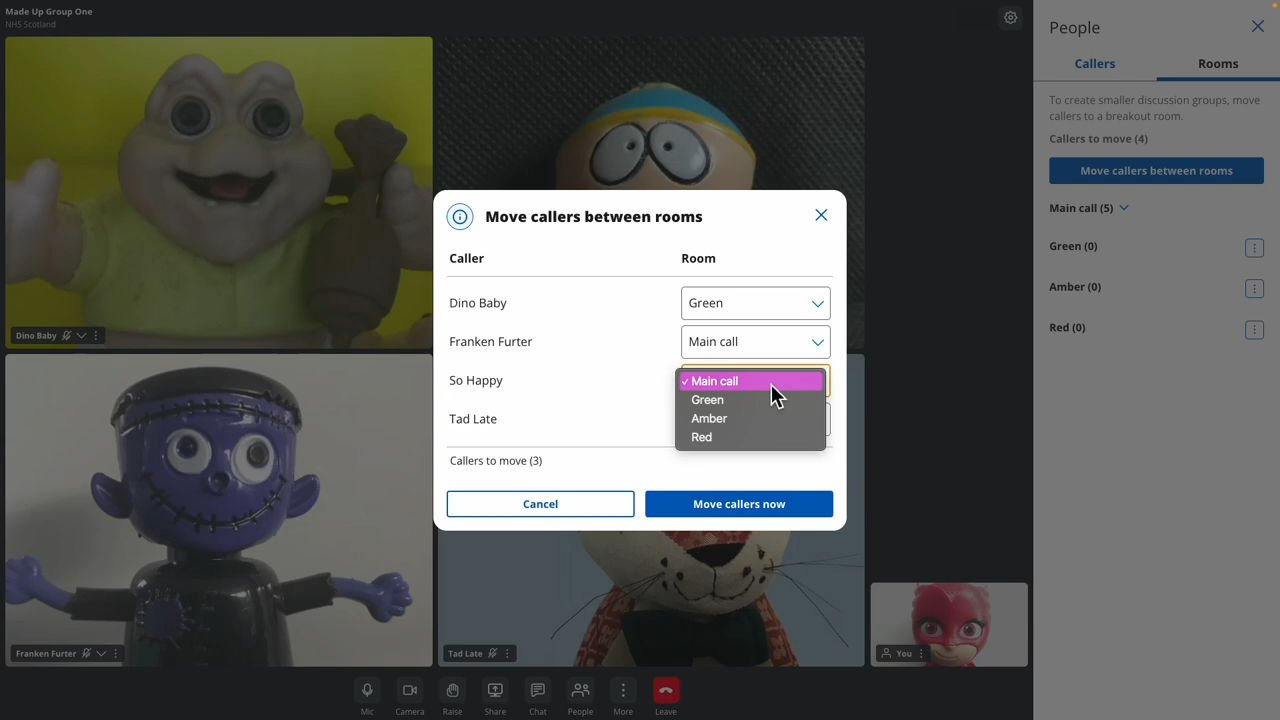 Made Up Group One
NHS Scotland
Dino Baby
Franken Furter
Tad Late
You
Mic
Camera
Raise
Share
Chat
People
More
Leave
Move callers between rooms
Caller
Room
Dino Baby
Green
Franken Furter
Main call
So Happy
✓ Main call
Green
Amber
Red
Tad Late
Callers to move (3)
Cancel
Move callers now
People
Callers
Rooms
To create smaller discussion groups, move
callers to a breakout room.
Callers to move (4)
Move callers between rooms
Main call (5)
Green (0)
Amber (0)
Red (0)